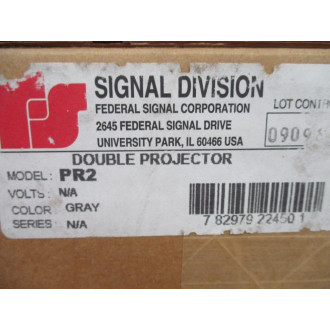 SIGNAL DIVISION
FEDERAL SIGNAL CORPORATION
2645 FEDERAL SIGNAL DRIVE
UNIVERSITY PARK, IL 60466 USA
LOT
DOUBLE PROJECTOR
MODEL: PR2
VOLTS: N/A
COLOR: GRAY
SERIES: N/A
7 82979 22450 1